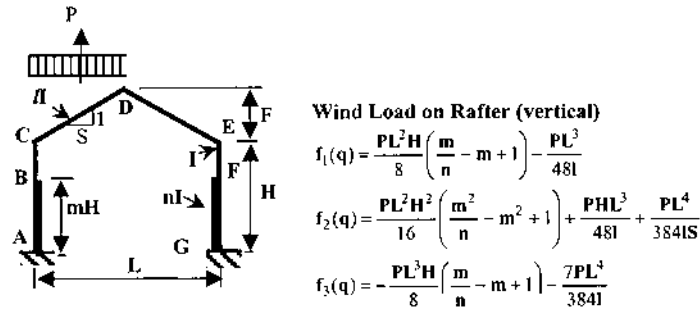 P
fI
1
S
D
F
C
E
I
B
F
H
mH
nI
A
G
L
Wind Load on Rafter (vertical)
f₁(q) = PL²H/8 (m/n - m + 1) - PL³/48I
f₂(q) = PL²H²/16 (m²/n - m² + 1) + PHL³/48I + PL⁴/384IS
f₃(q) = - PL³H/8 (m/n - m + 1) - 7PL⁴/384I